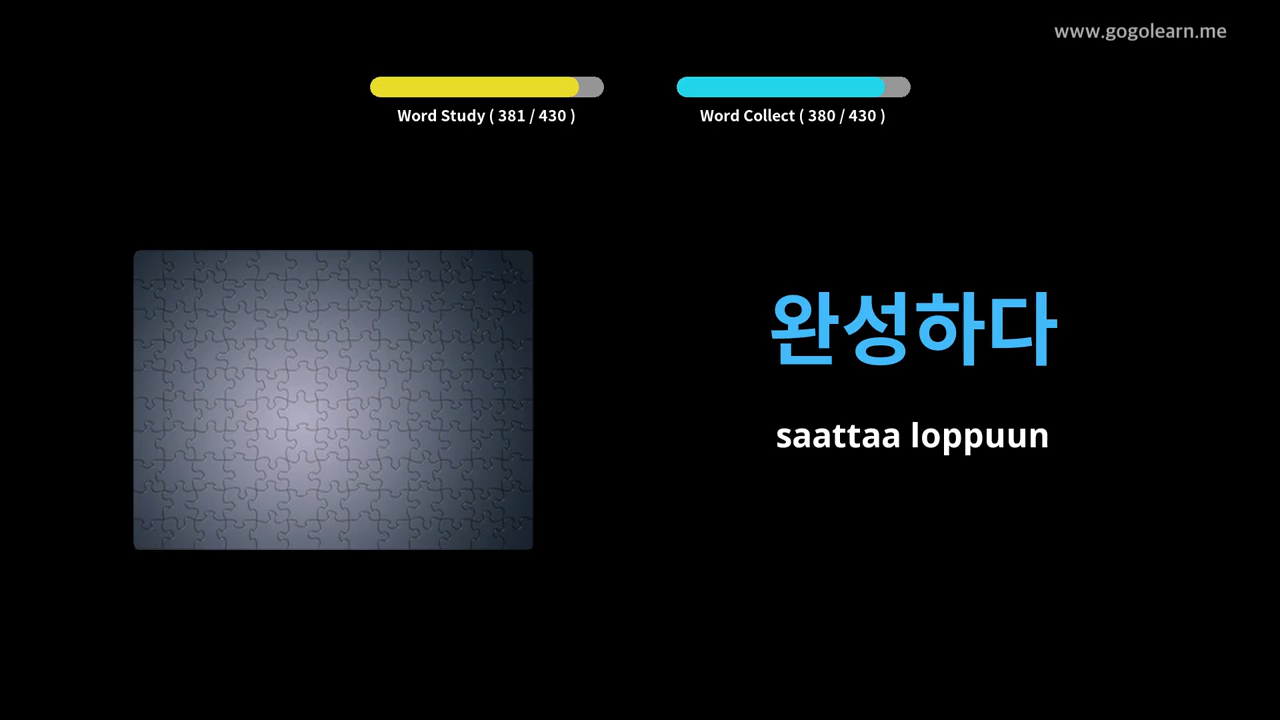 www.gogolearn.me
Word Study ( 381 / 430 )
Word Collect ( 380 / 430 )
완성하다
saattaa loppuun